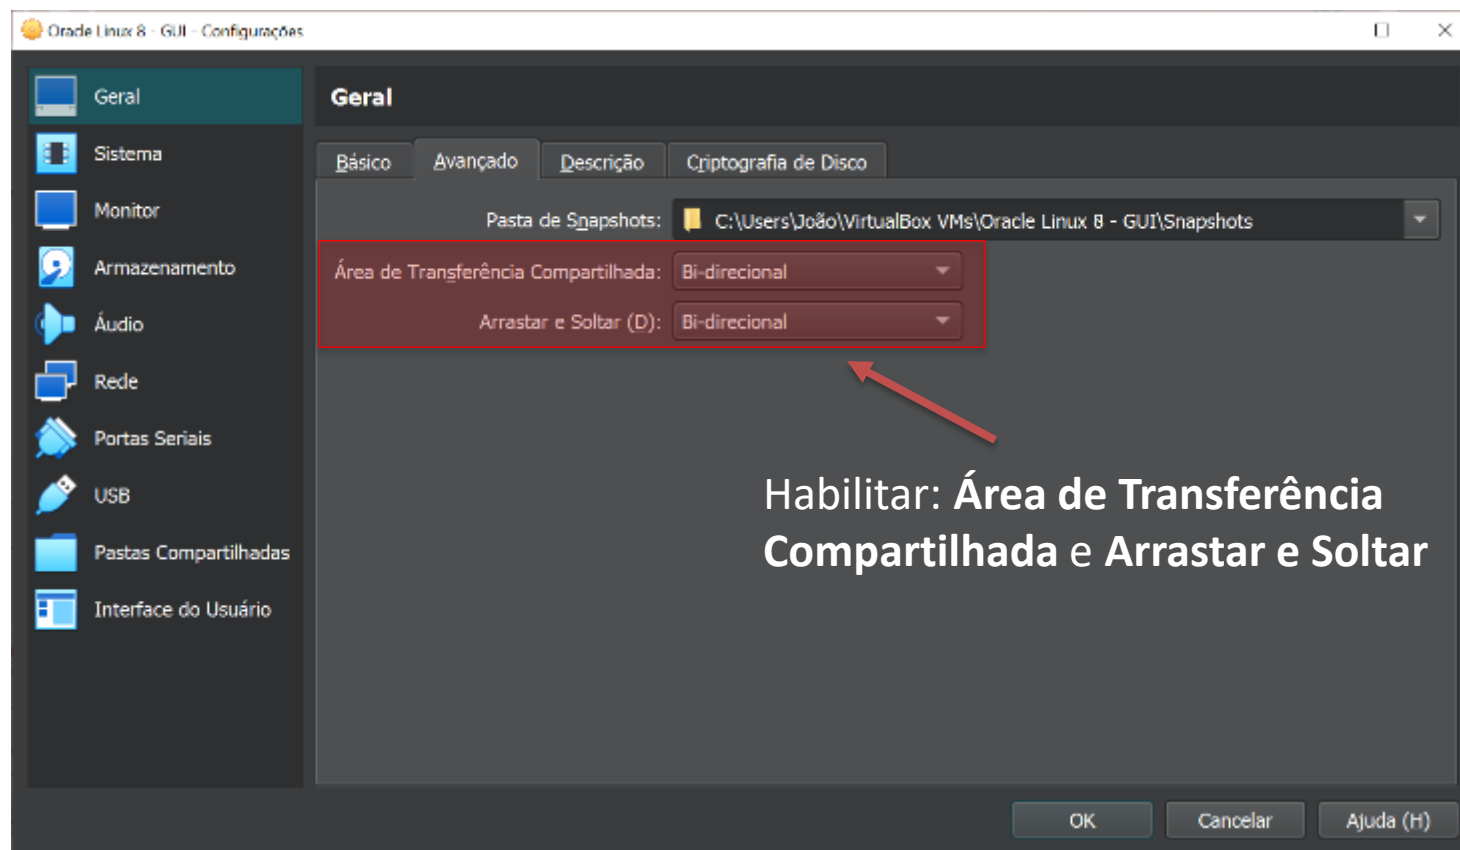 Oracle Linux 8 - GUI - Configurações
Geral
Sistema
Monitor
Armazenamento
Áudio
Rede
Portas Seriais
USB
Pastas Compartilhadas
Interface do Usuário
Geral
Básico Avançado Descrição Criptografia de Disco
Pasta de Snapshots: C:\Users\João\VirtualBox VMs\Oracle Linux 8 - GUI\Snapshots
Área de Transferência Compartilhada: Bi-direcional
Arrastar e Soltar (D): Bi-direcional
Habilitar: Área de Transferência
Compartilhada e Arrastar e Soltar
OK Cancelar Ajuda (H)